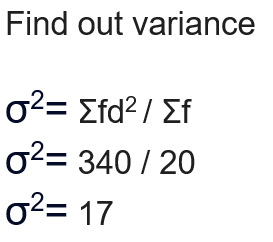 Find out variance
σ²= Σfd² / Σf
σ²= 340 / 20
σ²= 17